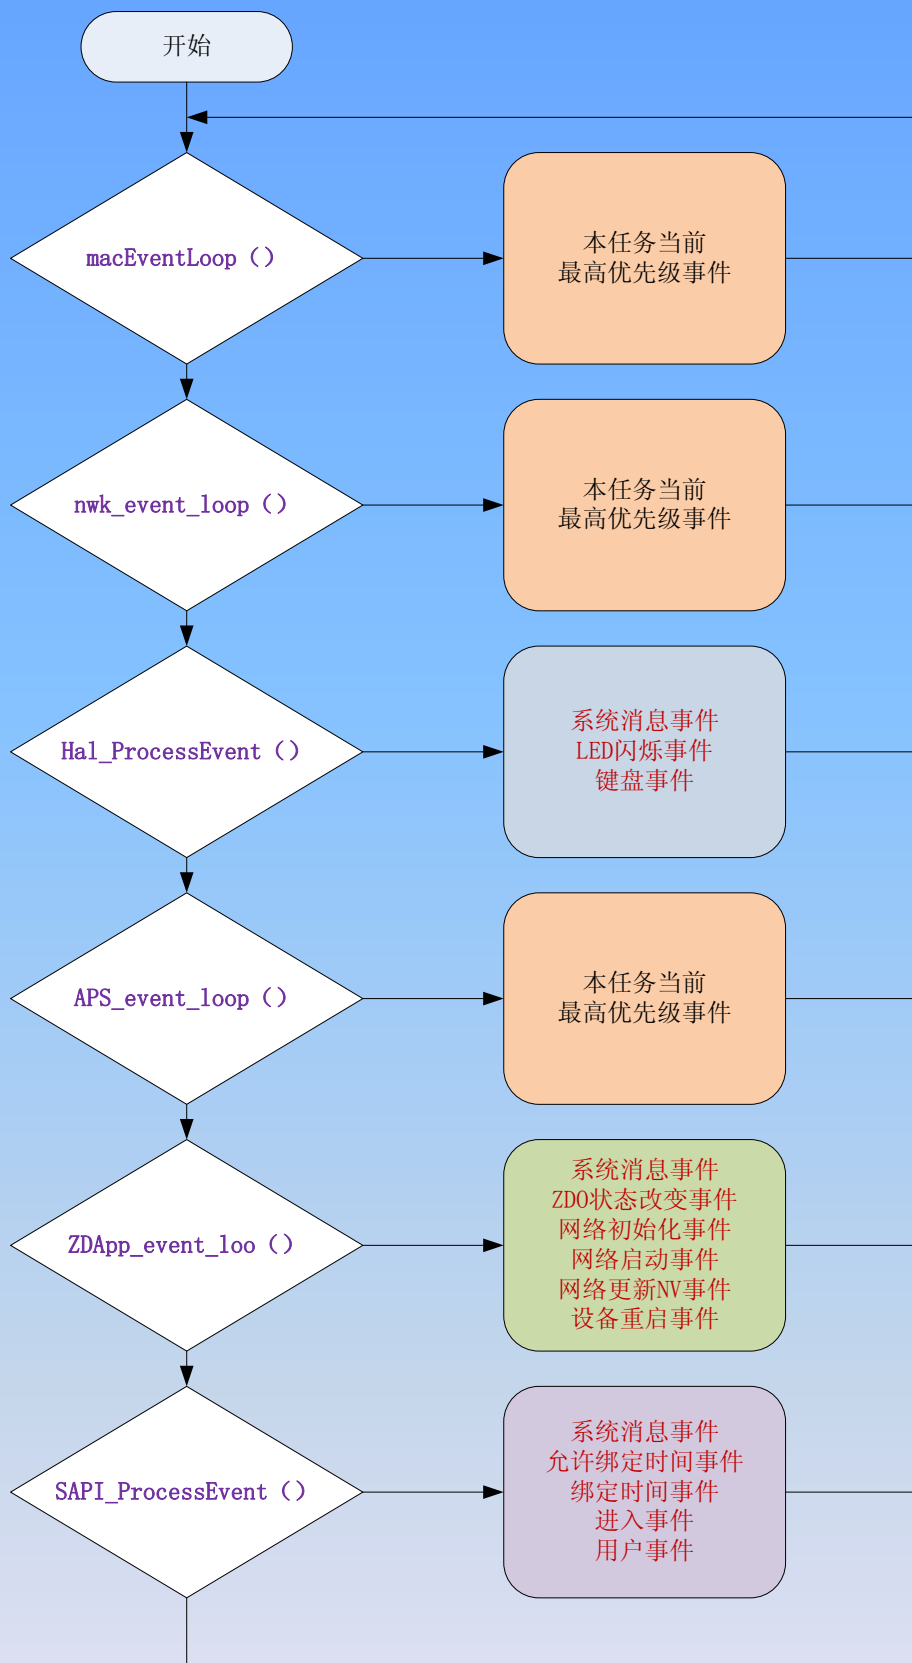 开始
macEventLoop（）
本任务当前
最高优先级事件
nwk_event_loop（）
本任务当前
最高优先级事件
Hal_ProcessEvent（）
系统消息事件
LED闪烁事件
键盘事件
APS_event_loop（）
本任务当前
最高优先级事件
ZDApp_event_loo（）
系统消息事件
ZDO状态改变事件
网络初始化事件
网络启动事件
网络更新NV事件
设备重启事件
SAPI_ProcessEvent（）
系统消息事件
允许绑定时间事件
绑定时间事件
进入事件
用户事件